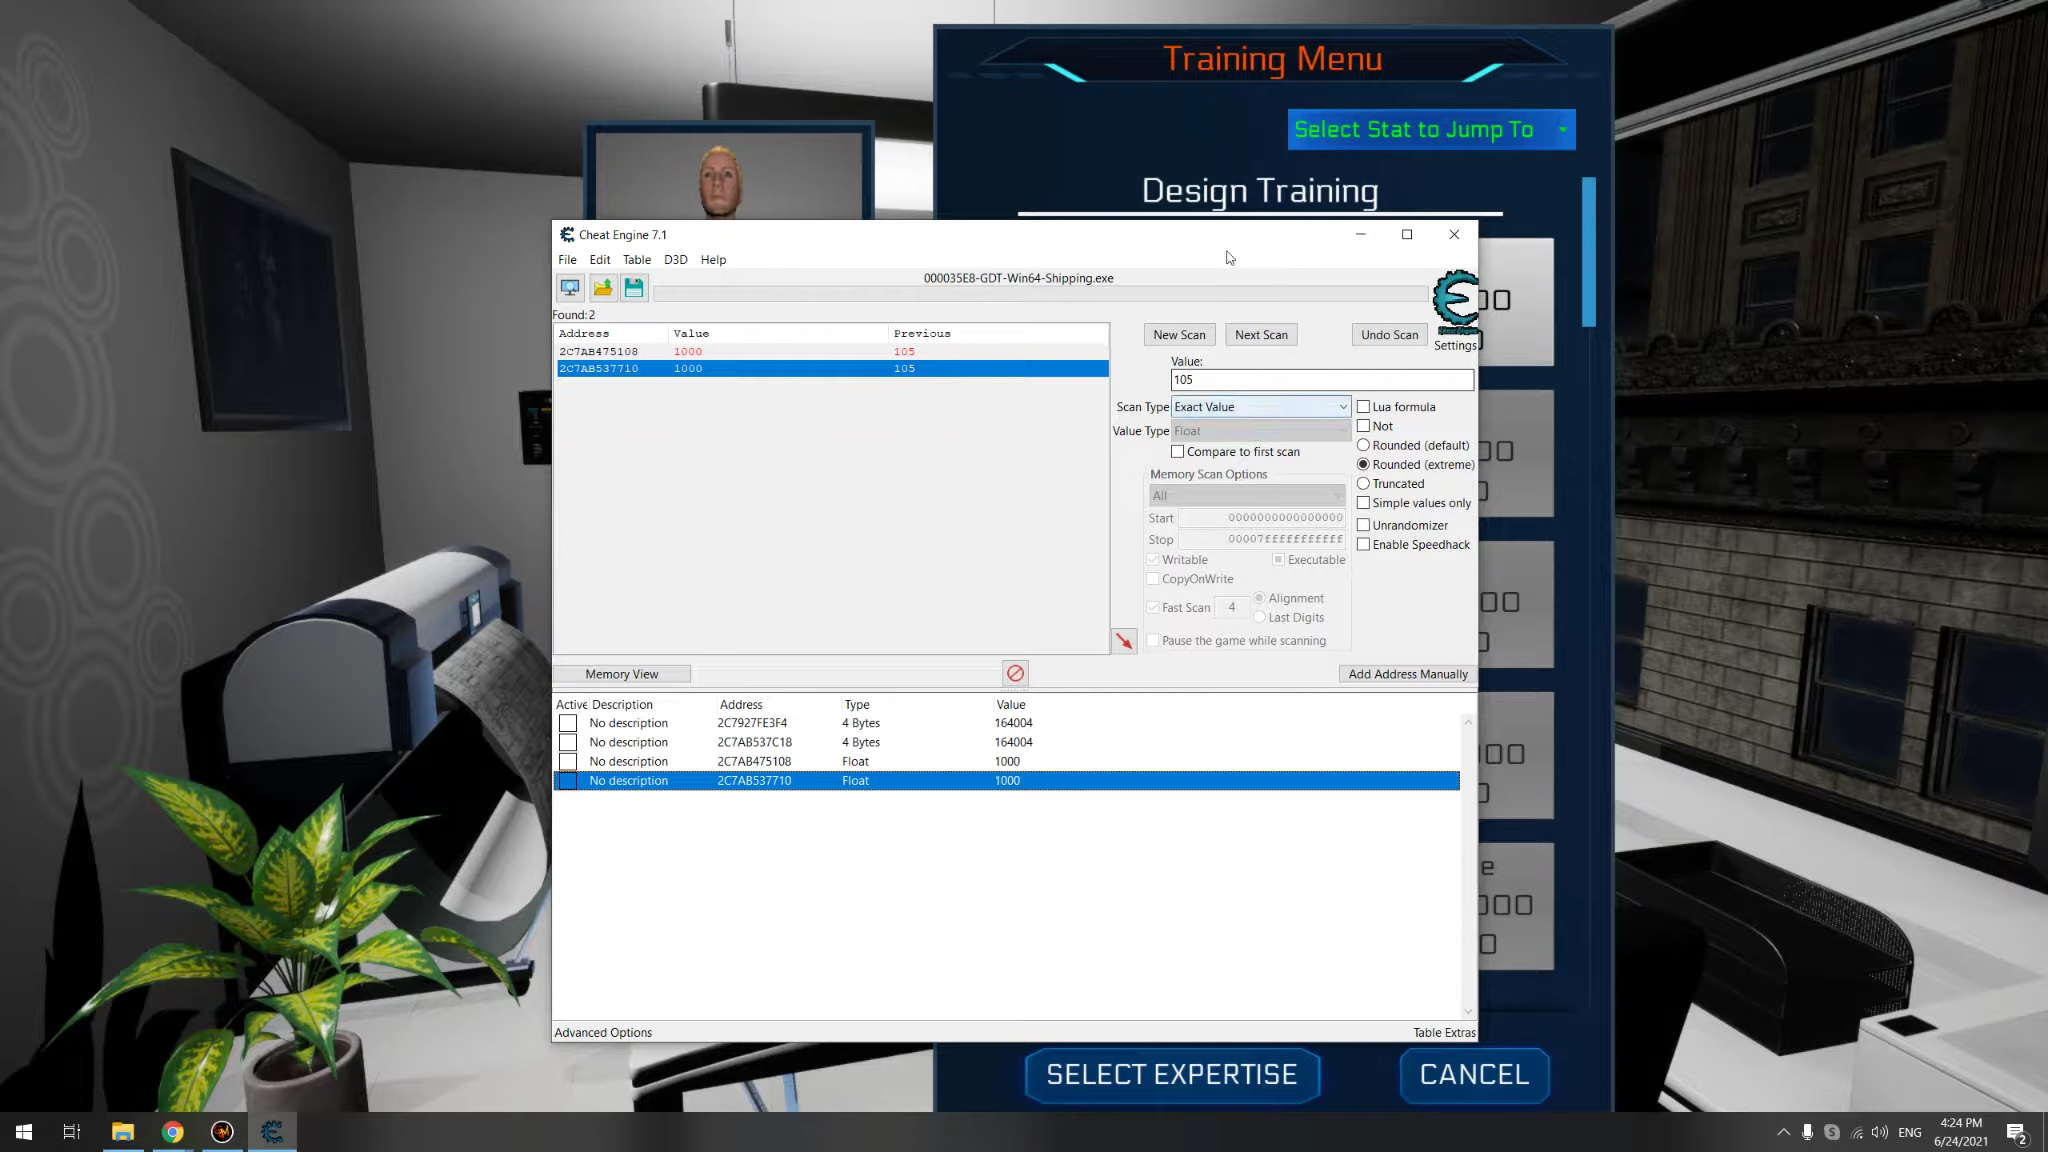 Training Menu
Select Stat to Jump To
Design Training
Cheat Engine 7.1
File Edit Table D3D Help
000035E8-GDT-Win64-Shipping.exe
Found:2
Address Value Previous
2C7AB475108 1000 105
2C7AB537710 1000 105
New Scan Next Scan Undo Scan
Settings
Value:
105
Scan Type Exact Value
Value Type Float
Compare to first scan
Lua formula
Not
Rounded (default)
Rounded (extreme)
Truncated
Simple values only
Unrandomizer
Enable Speedhack
Memory Scan Options
All
Start 0000000000000000
Stop 00007fffffffffff
Writable Executable
CopyOnWrite
Fast Scan 4 Alignment
Last Digits
Pause the game while scanning
Memory View Add Address Manually
Active Description Address Type Value
No description 2C7927FE3F4 4 Bytes 164004
No description 2C7AB537C18 4 Bytes 164004
No description 2C7AB475108 Float 1000
No description 2C7AB537710 Float 1000
Advanced Options Table Extras
SELECT EXPERTISE CANCEL
ENG
4:24 PM
6/24/2021
2